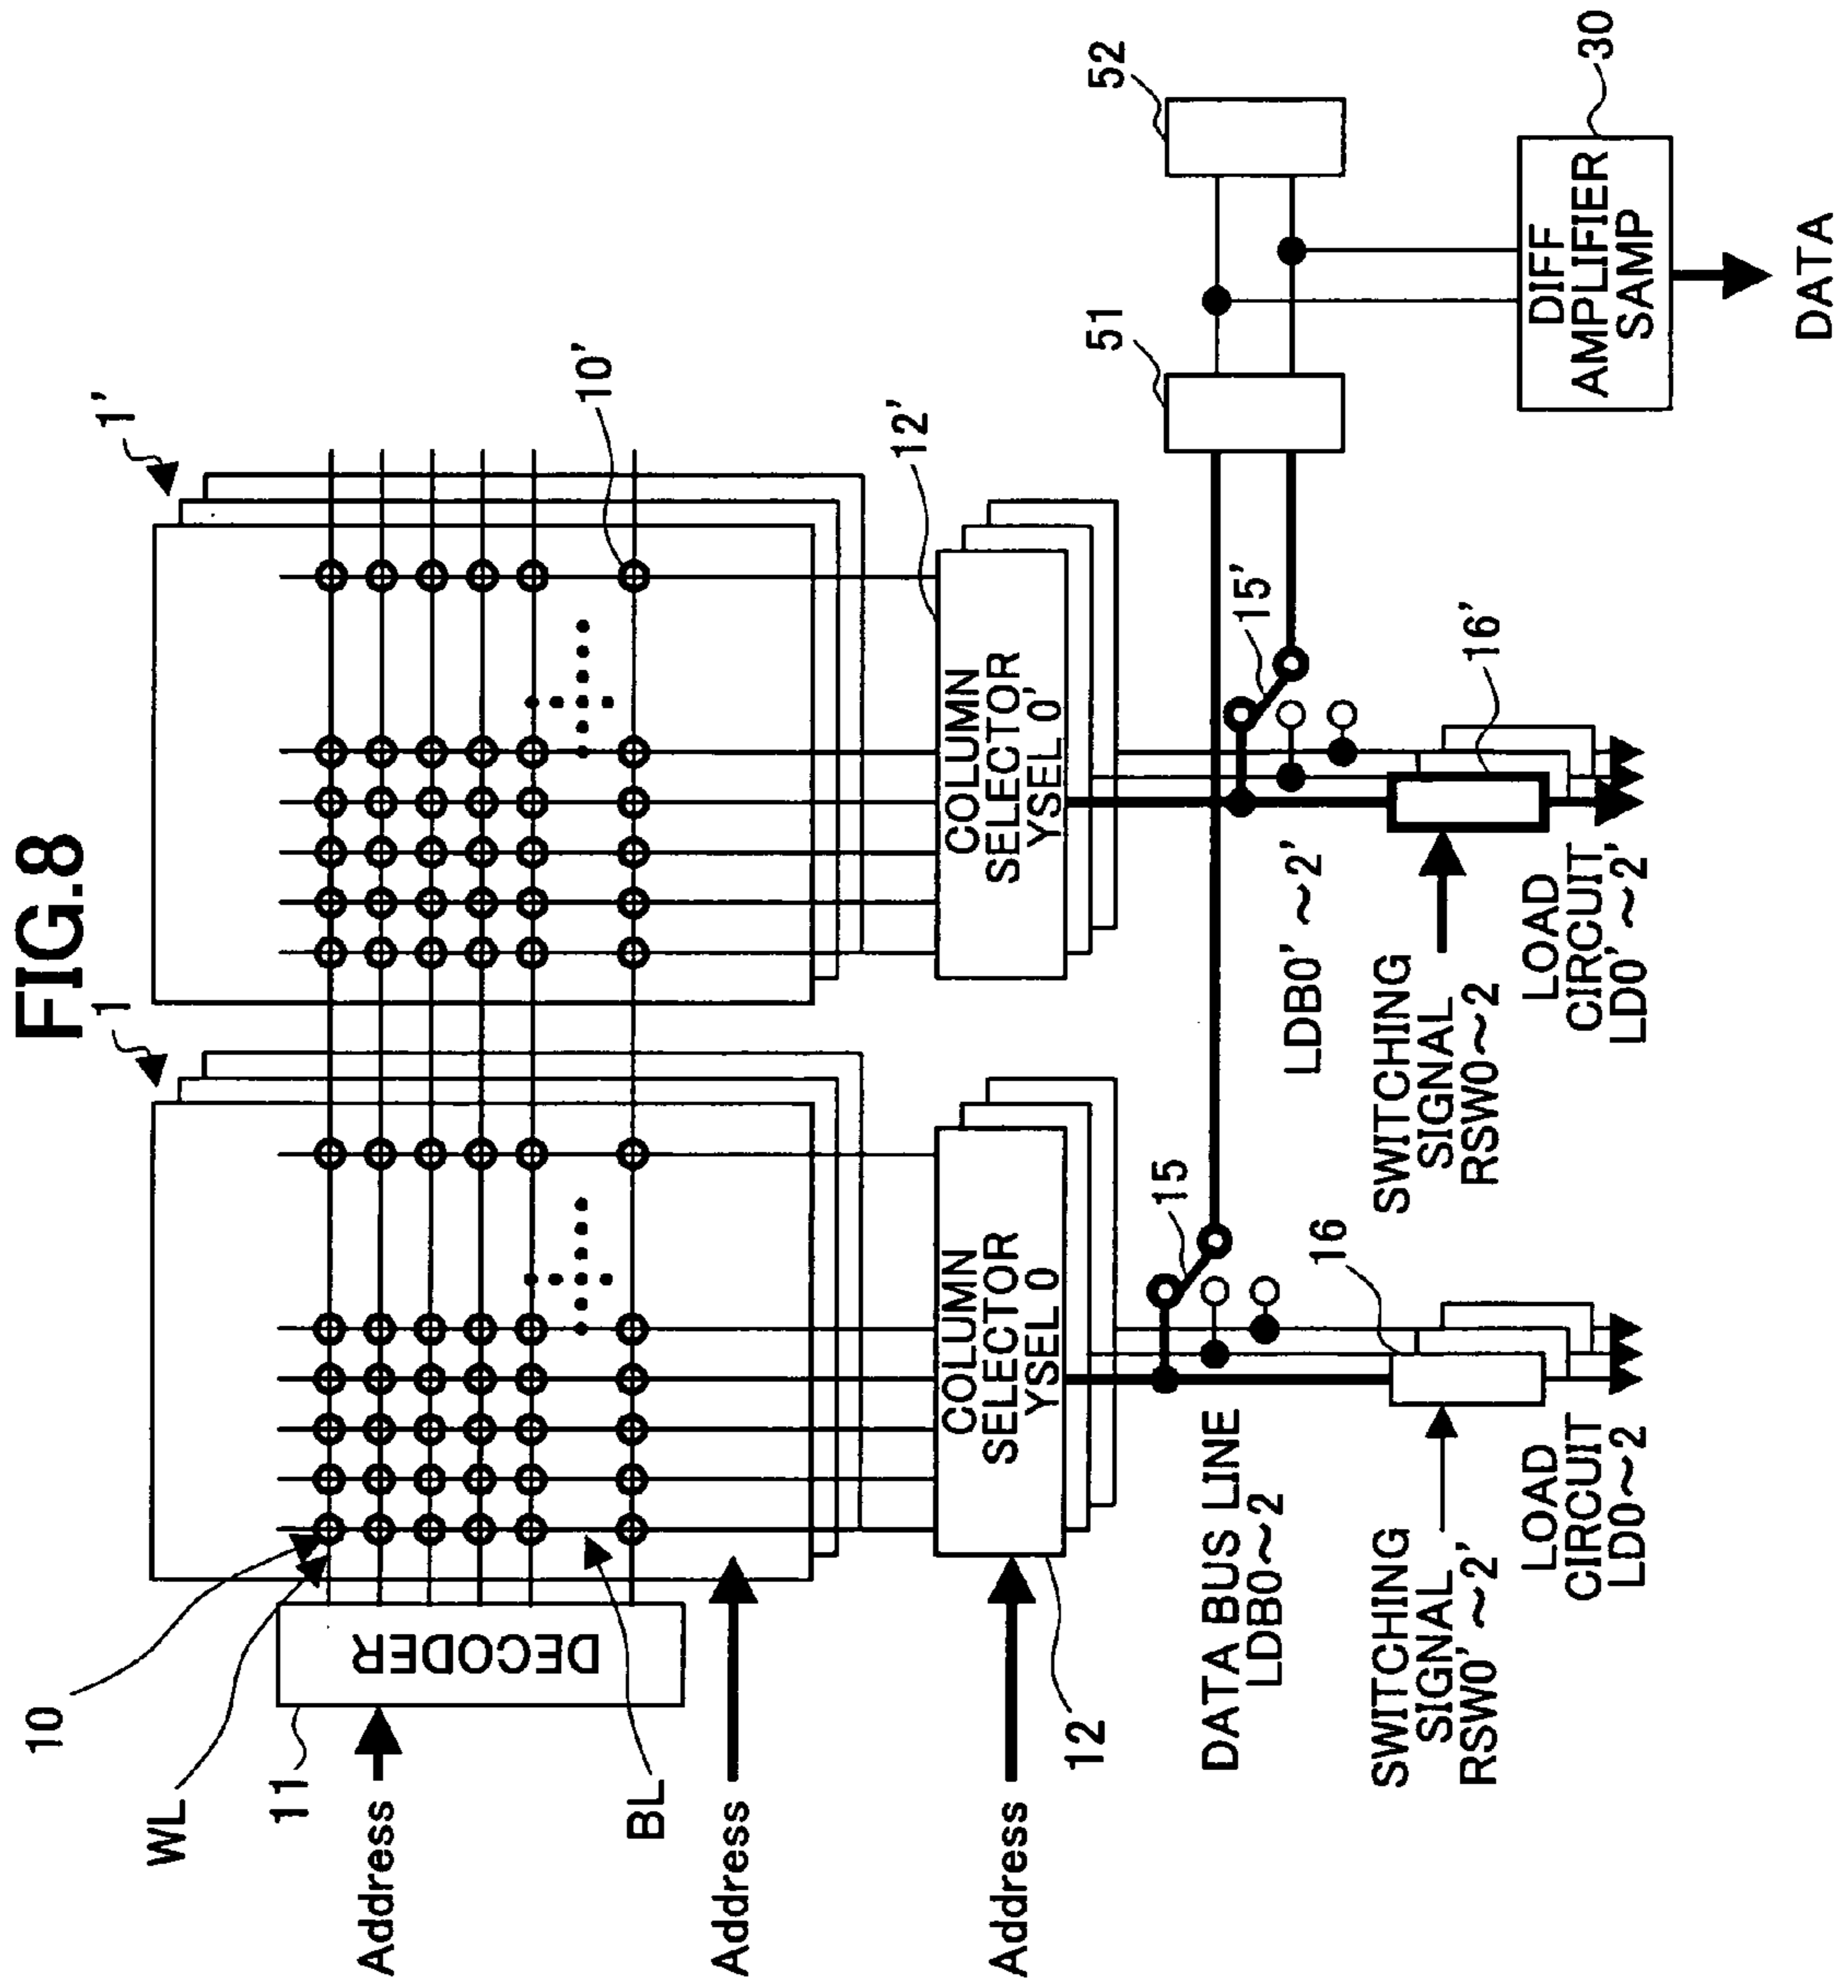 FIG.8
1
1'
10
WL
11
DECODER
Address
BL
Address
Address
10'
12
COLUMN
SELECTOR
YSEL 0
12'
COLUMN
SELECTOR'
YSEL 0'
DATA BUS LINE
LDB0~2
15
LDB0'~2'
15'
51
52
SWITCHING
SIGNAL
RSW0'~2'
16
SWITCHING
SIGNAL
RSW0~2
16'
LOAD
CIRCUIT
LD0~2
LOAD
CIRCUIT'
LD0'~2'
DIFF
AMPLIFIER
SAMP
30
DATA